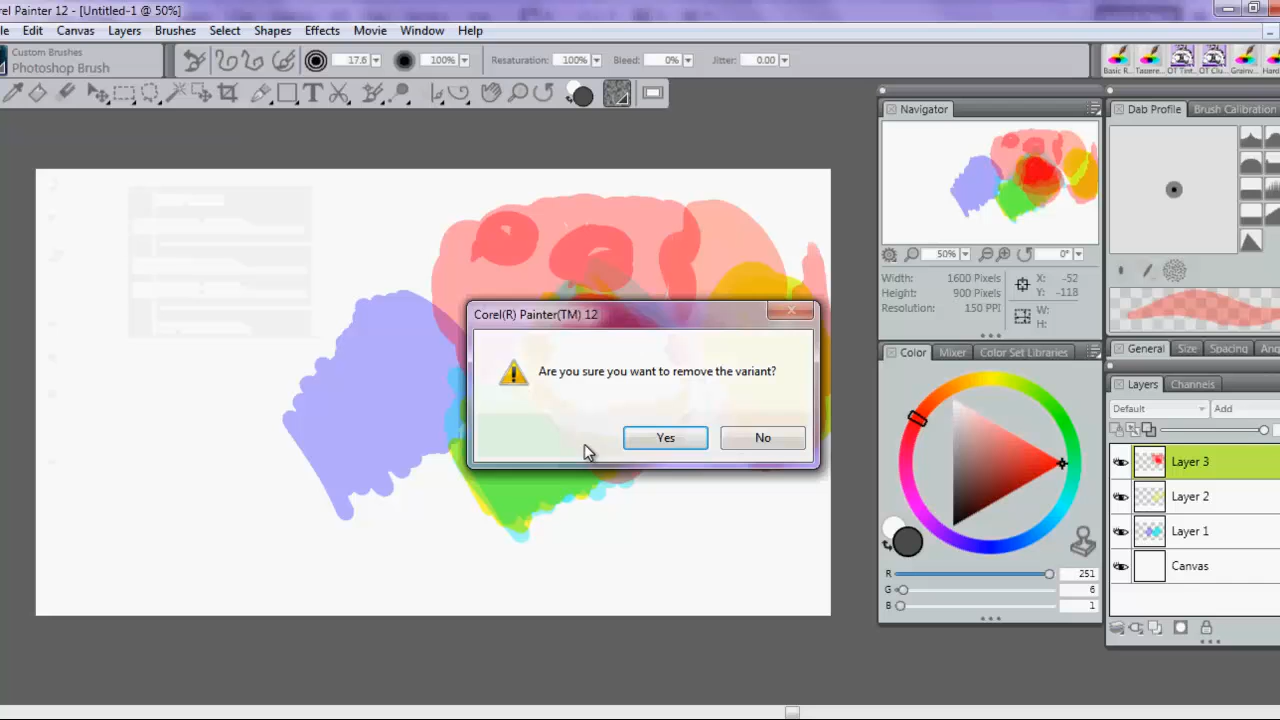 rel Painter 12 - [Untitled-1 @ 50%]
le Edit Canvas Layers Brushes Select Shapes Effects Movie Window Help
Custom Brushes
Photoshop Brush
17.6 100% Resaturation: 100% Bleed: 0% Jitter: 0.00
Basic R... Tapere... OT Tint. OT Clu... Grainy... Hard
Navigator
Dab Profile Brush Calibration
50% 0°
Width: 1600 Pixels X: -52
Height: 900 Pixels Y: -118
Resolution: 150 PPI W:
H:
General Size Spacing Ang
Color Mixer Color Set Libraries
Layers Channels
Default Add
Corel(R) Painter(TM) 12
Are you sure you want to remove the variant?
Yes No
Layer 3
Layer 2
Layer 1
Canvas
R 251
G 6
B 1